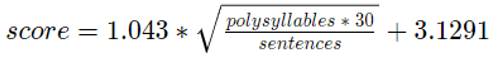 score = 1.043 * √(polysyllables * 30 / sentences) + 3.1291